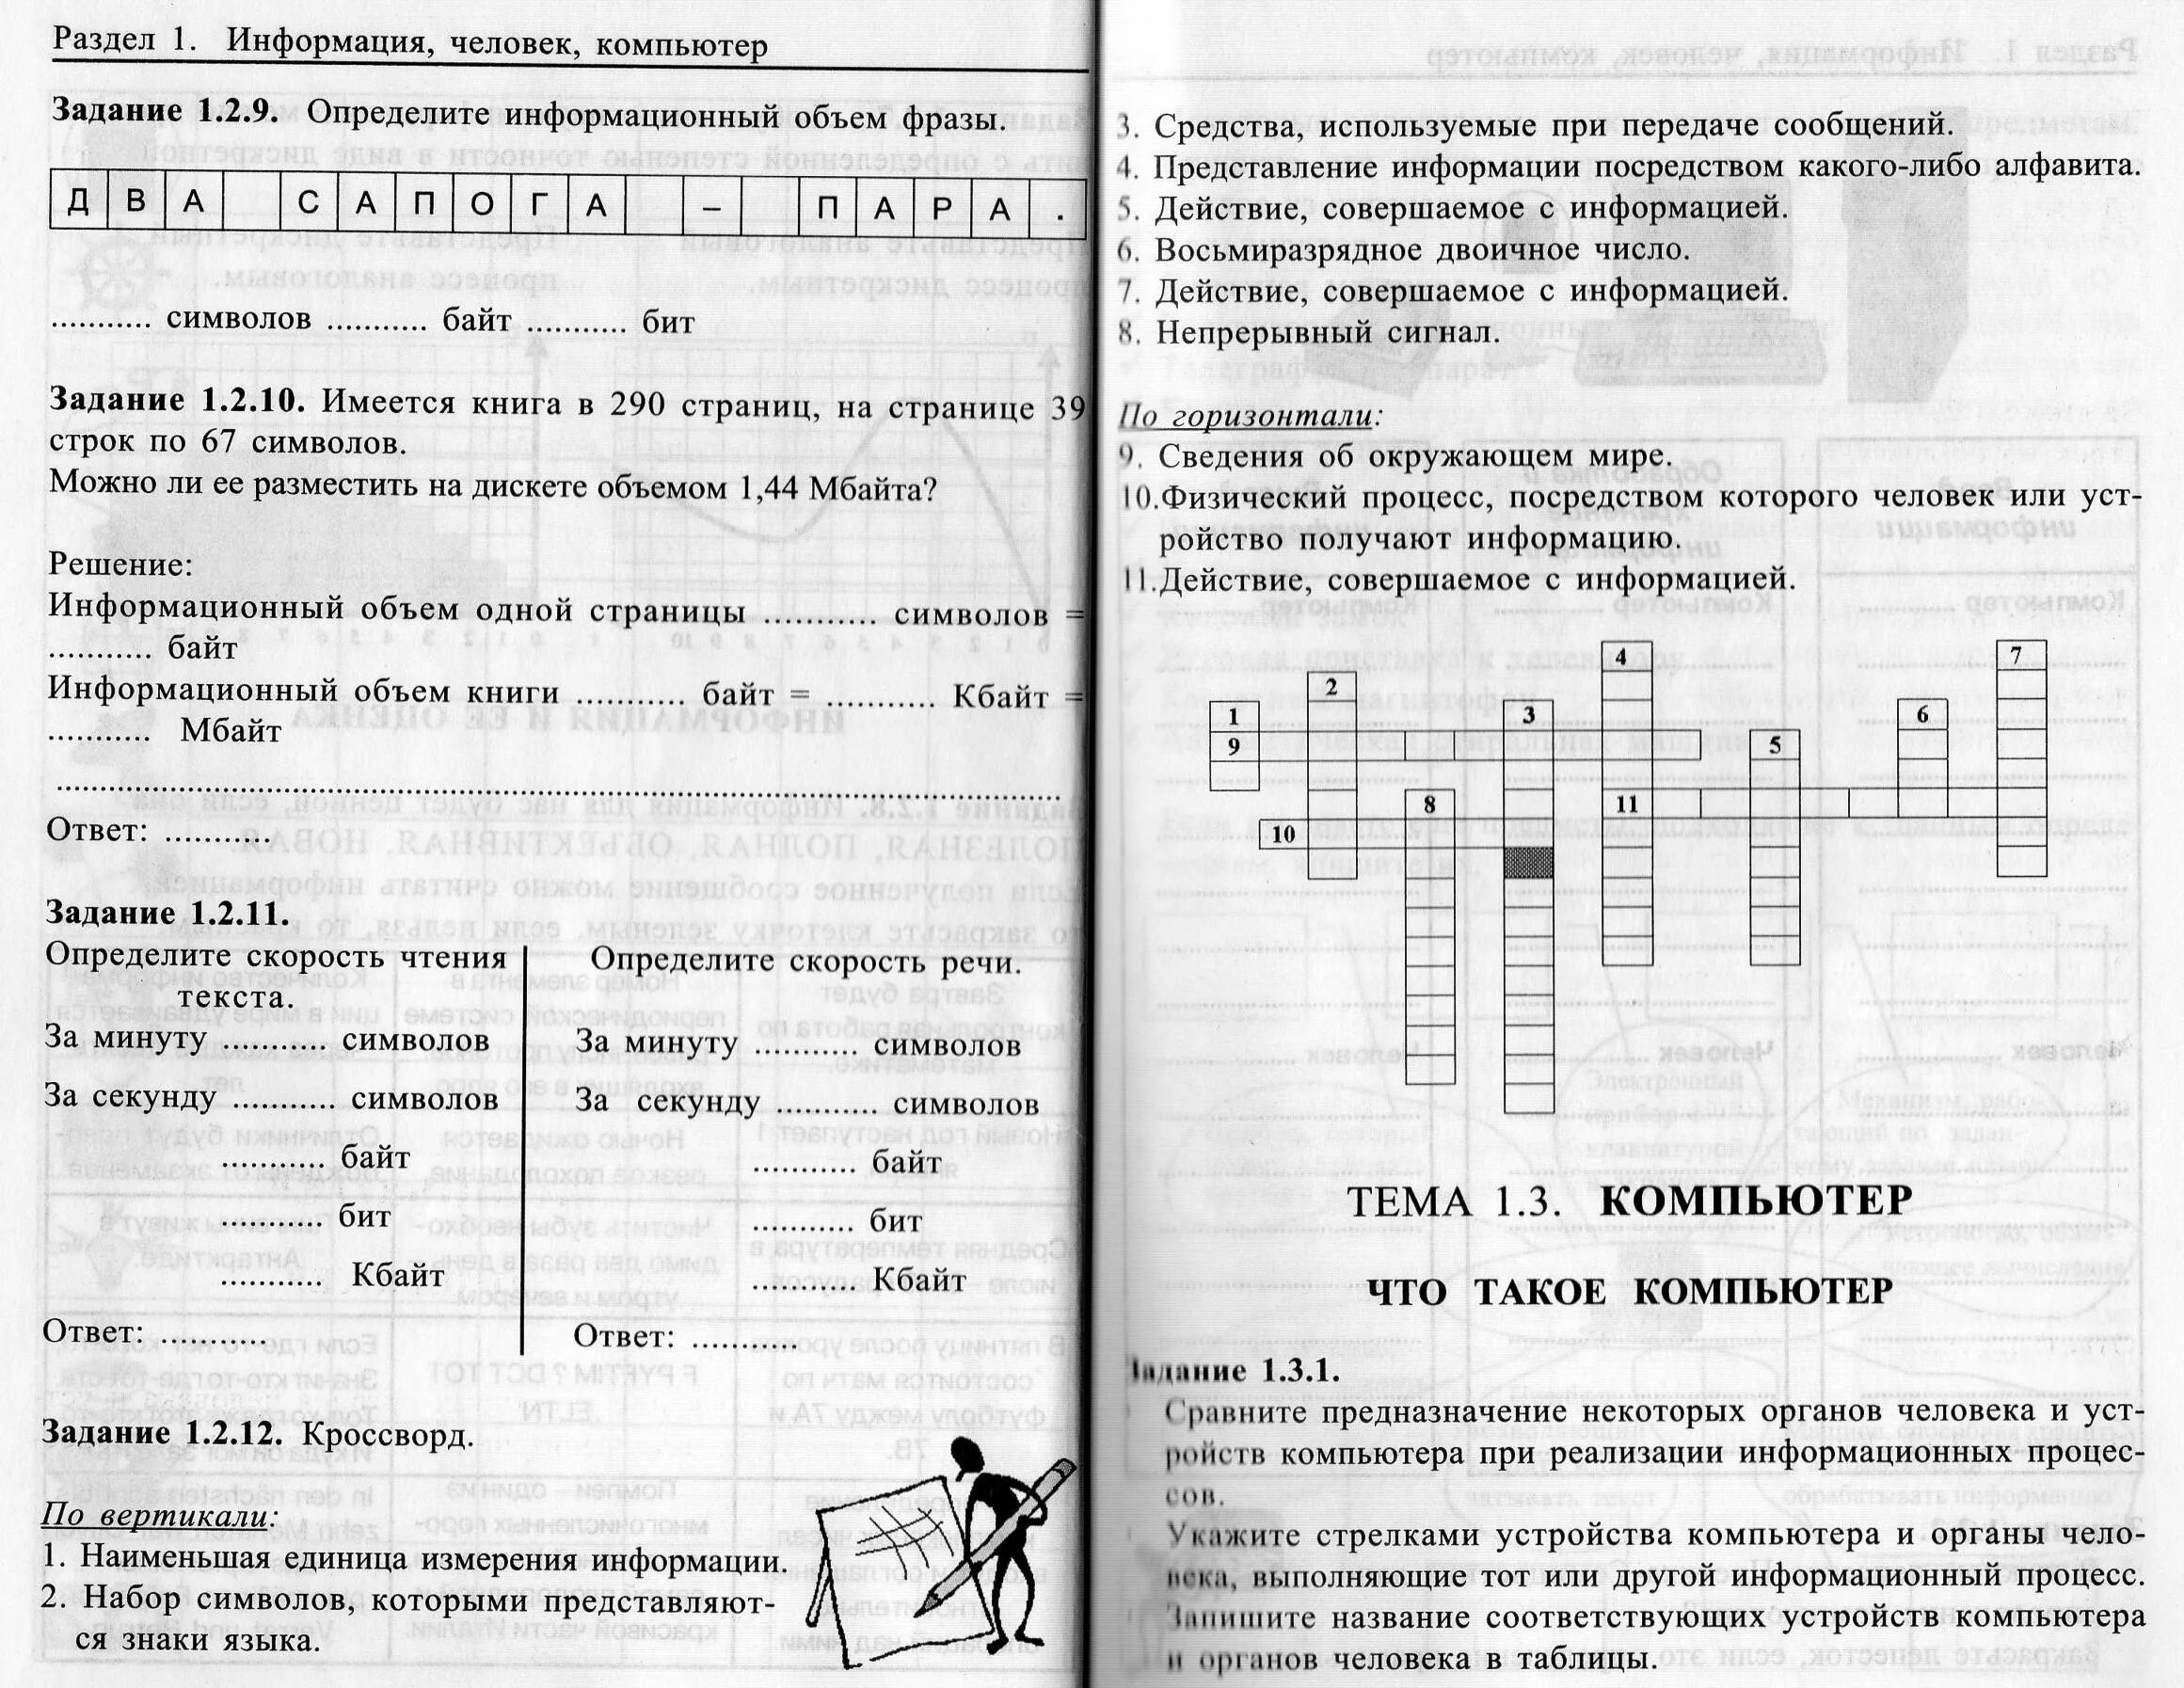 Раздел 1. Информация, человек, компьютер
Задание 1.2.9. Определите информационный объем фразы.
Д В А С А П О Г А – П А Р А .
........... символов ........... байт ........... бит
Задание 1.2.10. Имеется книга в 290 страниц, на странице 39
строк по 67 символов.
Можно ли ее разместить на дискете объемом 1,44 Мбайта?
Решение:
Информационный объем одной страницы ........... символов =
........... байт
Информационный объем книги ........... байт = ........... Кбайт =
........... Мбайт
Ответ: ...........
Задание 1.2.11.
Определите скорость чтения
текста.
За минуту ........... символов
За секунду ........... символов
........... байт
........... бит
........... Кбайт
Ответ: ...........
Определите скорость речи.
За минуту ........... символов
За секунду ........... символов
........... байт
........... бит
........... Кбайт
Ответ: ...........
Задание 1.2.12. Кроссворд.
По вертикали:
1. Наименьшая единица измерения информации.
2. Набор символов, которыми представляют-
ся знаки языка.
3. Средства, используемые при передаче сообщений.
4. Представление информации посредством какого-либо алфавита.
5. Действие, совершаемое с информацией.
6. Восьмиразрядное двоичное число.
7. Действие, совершаемое с информацией.
8. Непрерывный сигнал.
По горизонтали:
9. Сведения об окружающем мире.
10.Физический процесс, посредством которого человек или уст-
ройство получают информацию.
11.Действие, совершаемое с информацией.
4 7
2
1 3 6
9 5
8 11
10
ТЕМА 1.3. КОМПЬЮТЕР
ЧТО ТАКОЕ КОМПЬЮТЕР
Задание 1.3.1.
Сравните предназначение некоторых органов человека и уст-
ройств компьютера при реализации информационных процес-
сов.
Укажите стрелками устройства компьютера и органы чело-
века, выполняющие тот или другой информационный процесс.
Запишите название соответствующих устройств компьютера
и органов человека в таблицы.